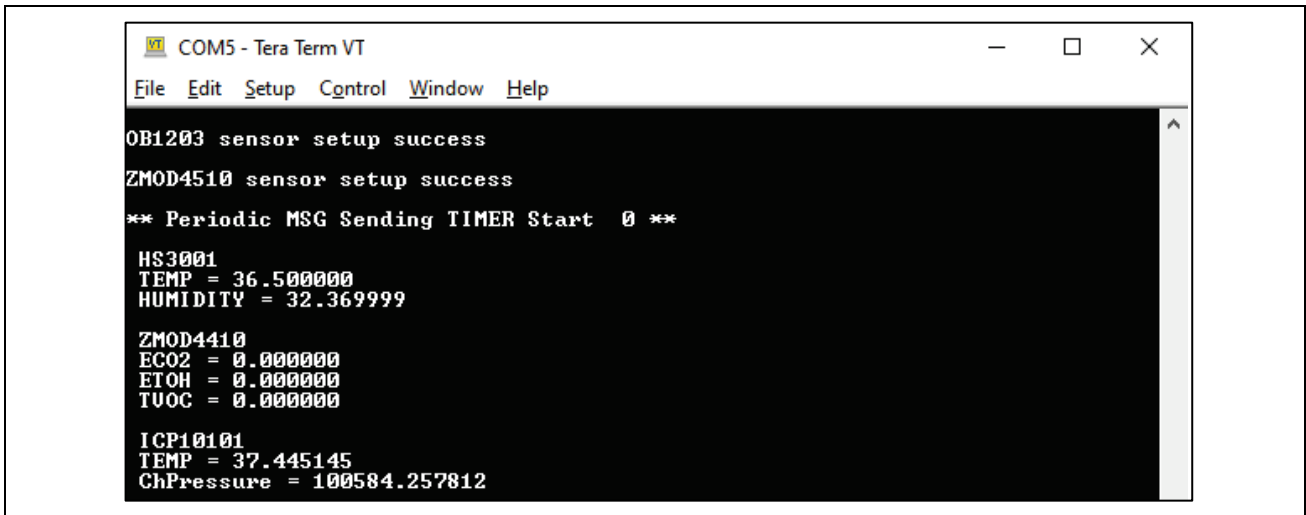 COM5 - Tera Term VT
File Edit Setup Control Window Help
OB1203 sensor setup success
ZMOD4510 sensor setup success
** Periodic MSG Sending TIMER Start 0 **
HS3001
TEMP = 36.500000
HUMIDITY = 32.369999
ZMOD4410
ECO2 = 0.000000
ETOH = 0.000000
TVOC = 0.000000
ICP10101
TEMP = 37.445145
ChPressure = 100584.257812